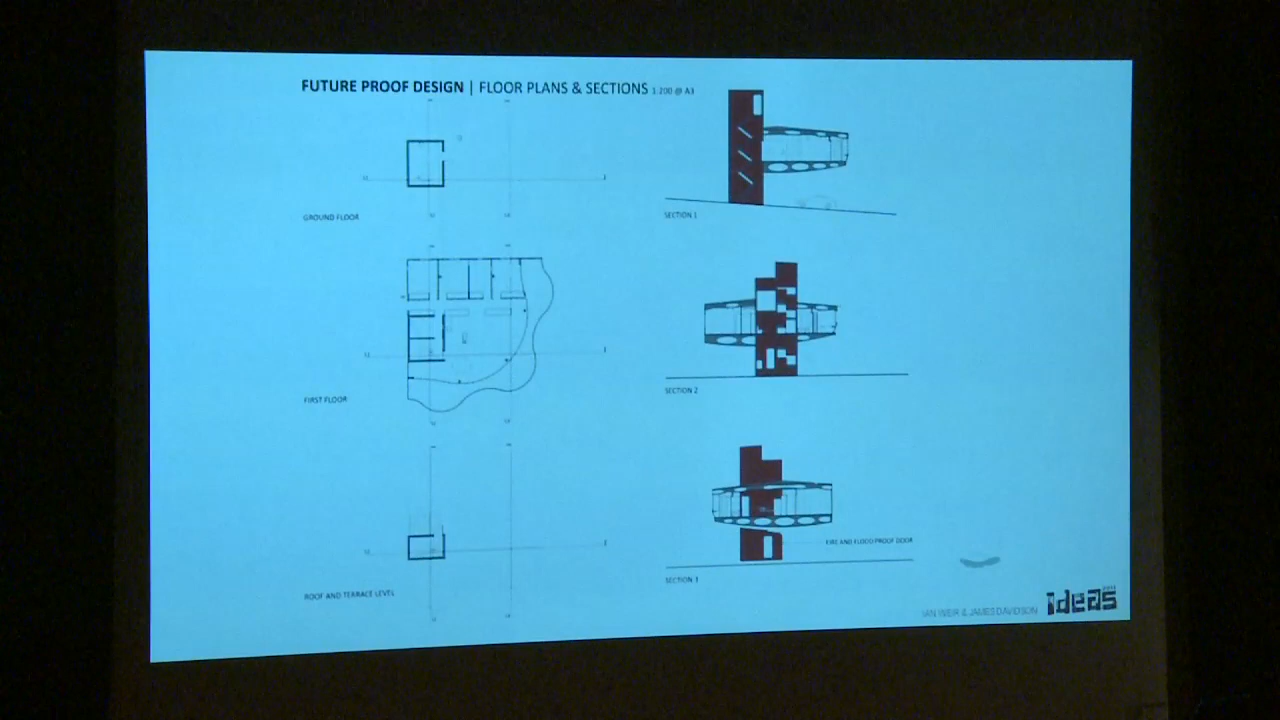 FUTURE PROOF DESIGN | FLOOR PLANS & SECTIONS 1:200 @ A3
GROUND FLOOR
SECTION 1
FIRST FLOOR
SECTION 2
FIRE AND FLOOD PROOF DOOR
ROOF AND TERRACE LEVEL
SECTION 3
IAN WEIR & JAMES DAVIDSON
ideas